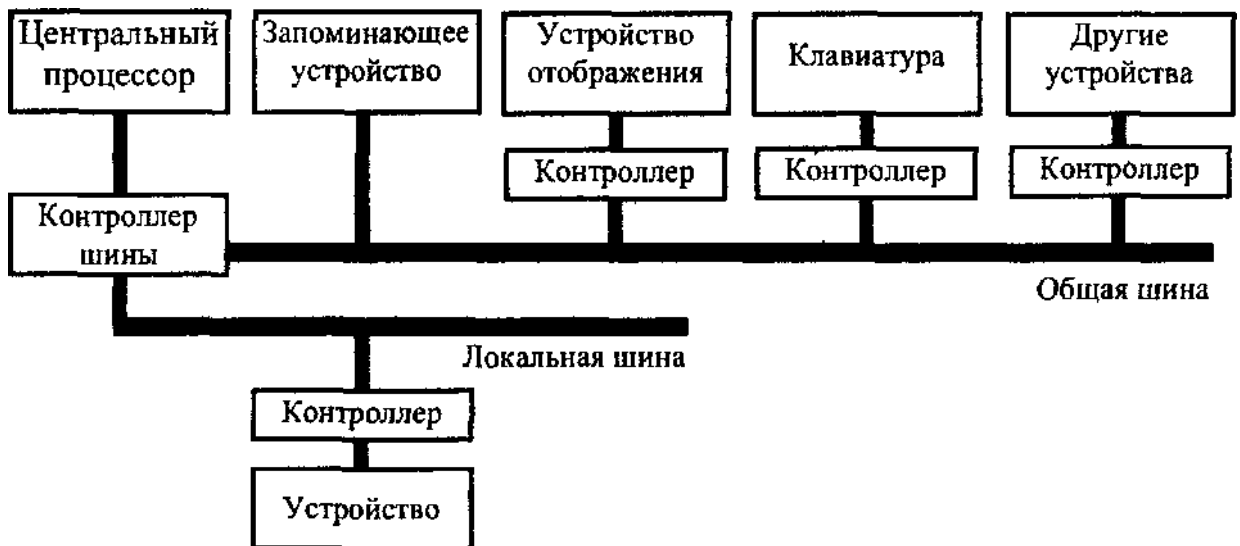 Центральный
процессор
Запоминающее
устройство
Устройство
отображения
Клавиатура
Другие
устройства
Контроллер
Контроллер
Контроллер
Контроллер
шины
Общая шина
Локальная шина
Контроллер
Устройство